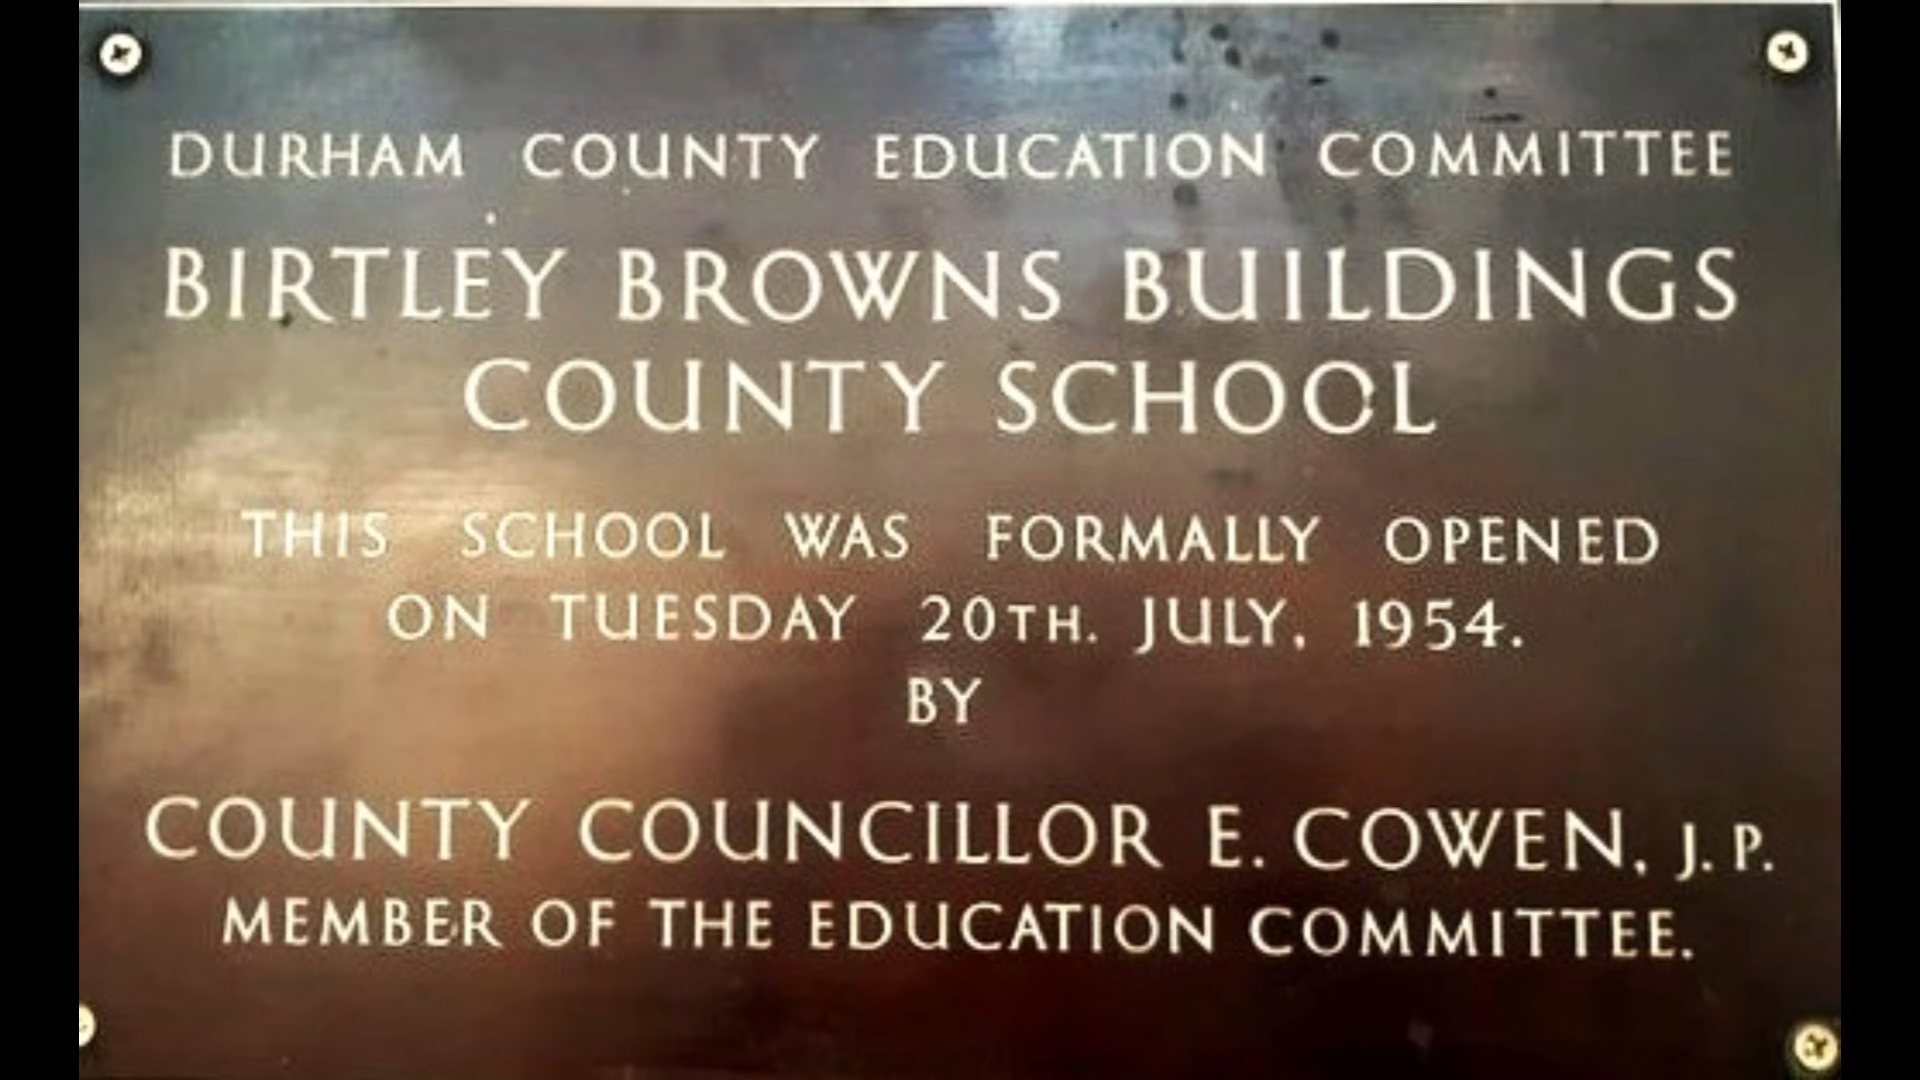 DURHAM COUNTY EDUCATION COMMITTEE
BIRTLEY BROWNS BUILDINGS
COUNTY SCHOOL
THIS SCHOOL WAS FORMALLY OPENED
ON TUESDAY 20TH. JULY, 1954.
BY
COUNTY COUNCILLOR E. COWEN, J. P.
MEMBER OF THE EDUCATION COMMITTEE.